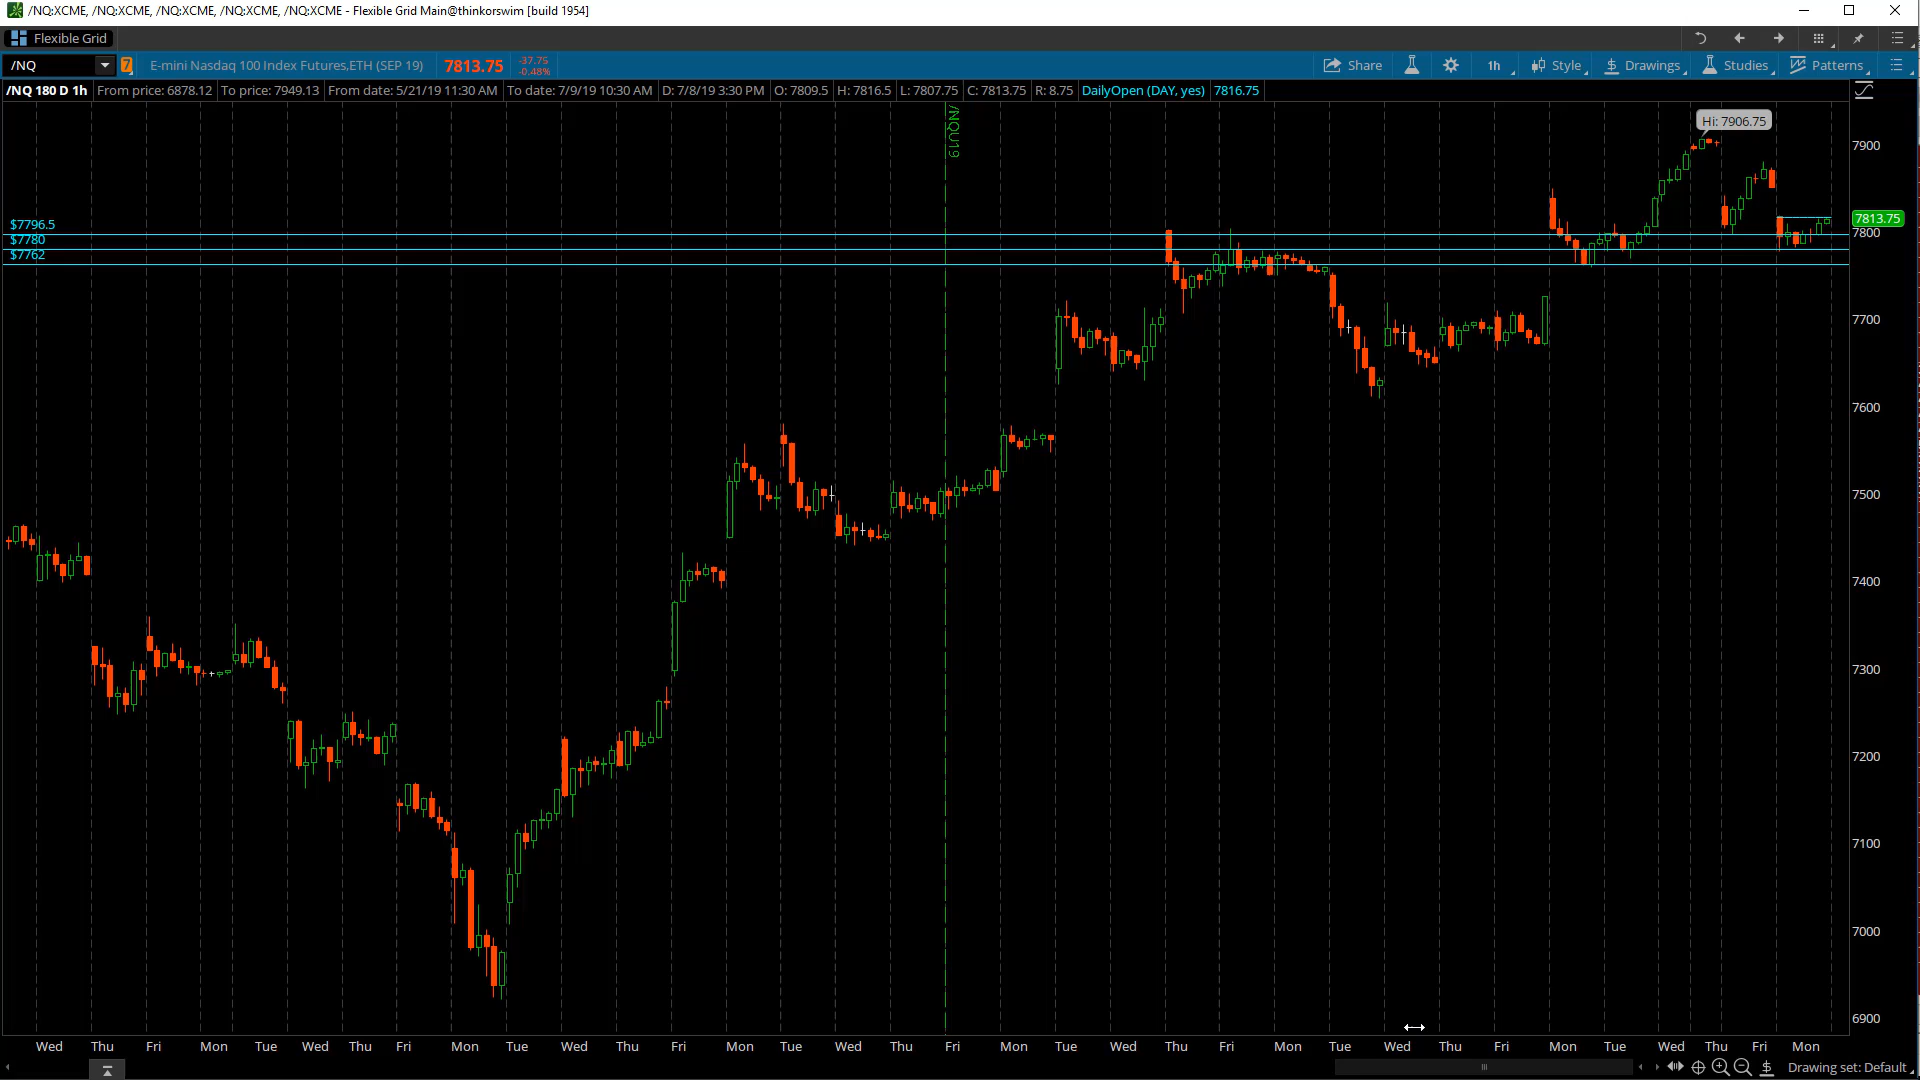 /NQ:XCME, /NQ:XCME, /NQ:XCME, /NQ:XCME, /NQ:XCME - Flexible Grid Main@thinkorswim [build 1954]
Flexible Grid
/NQ 7 E-mini Nasdaq 100 Index Futures,ETH (SEP 19) 7813.75 -37.75 -0.48% Share 1h Style Drawings Studies Patterns
/NQ 180 D 1h From price: 6878.12 To price: 7949.13 From date: 5/21/19 11:30 AM To date: 7/9/19 10:30 AM D: 7/8/19 3:30 PM O: 7809.5 H: 7816.5 L: 7807.75 C: 7813.75 R: 8.75 DailyOpen (DAY, yes) 7816.75
/NQU19
Hi: 7906.75
7900
7813.75
$7796.5
7800
$7780
$7762
7700
7600
7500
7400
7300
7200
7100
7000
6900
Wed Thu Fri Mon Tue Wed Thu Fri Mon Tue Wed Thu Fri Mon Tue Wed Thu Fri Mon Tue Wed Thu Fri Mon Tue Wed Thu Fri Mon Tue Wed Thu Fri Mon
Drawing set: Default